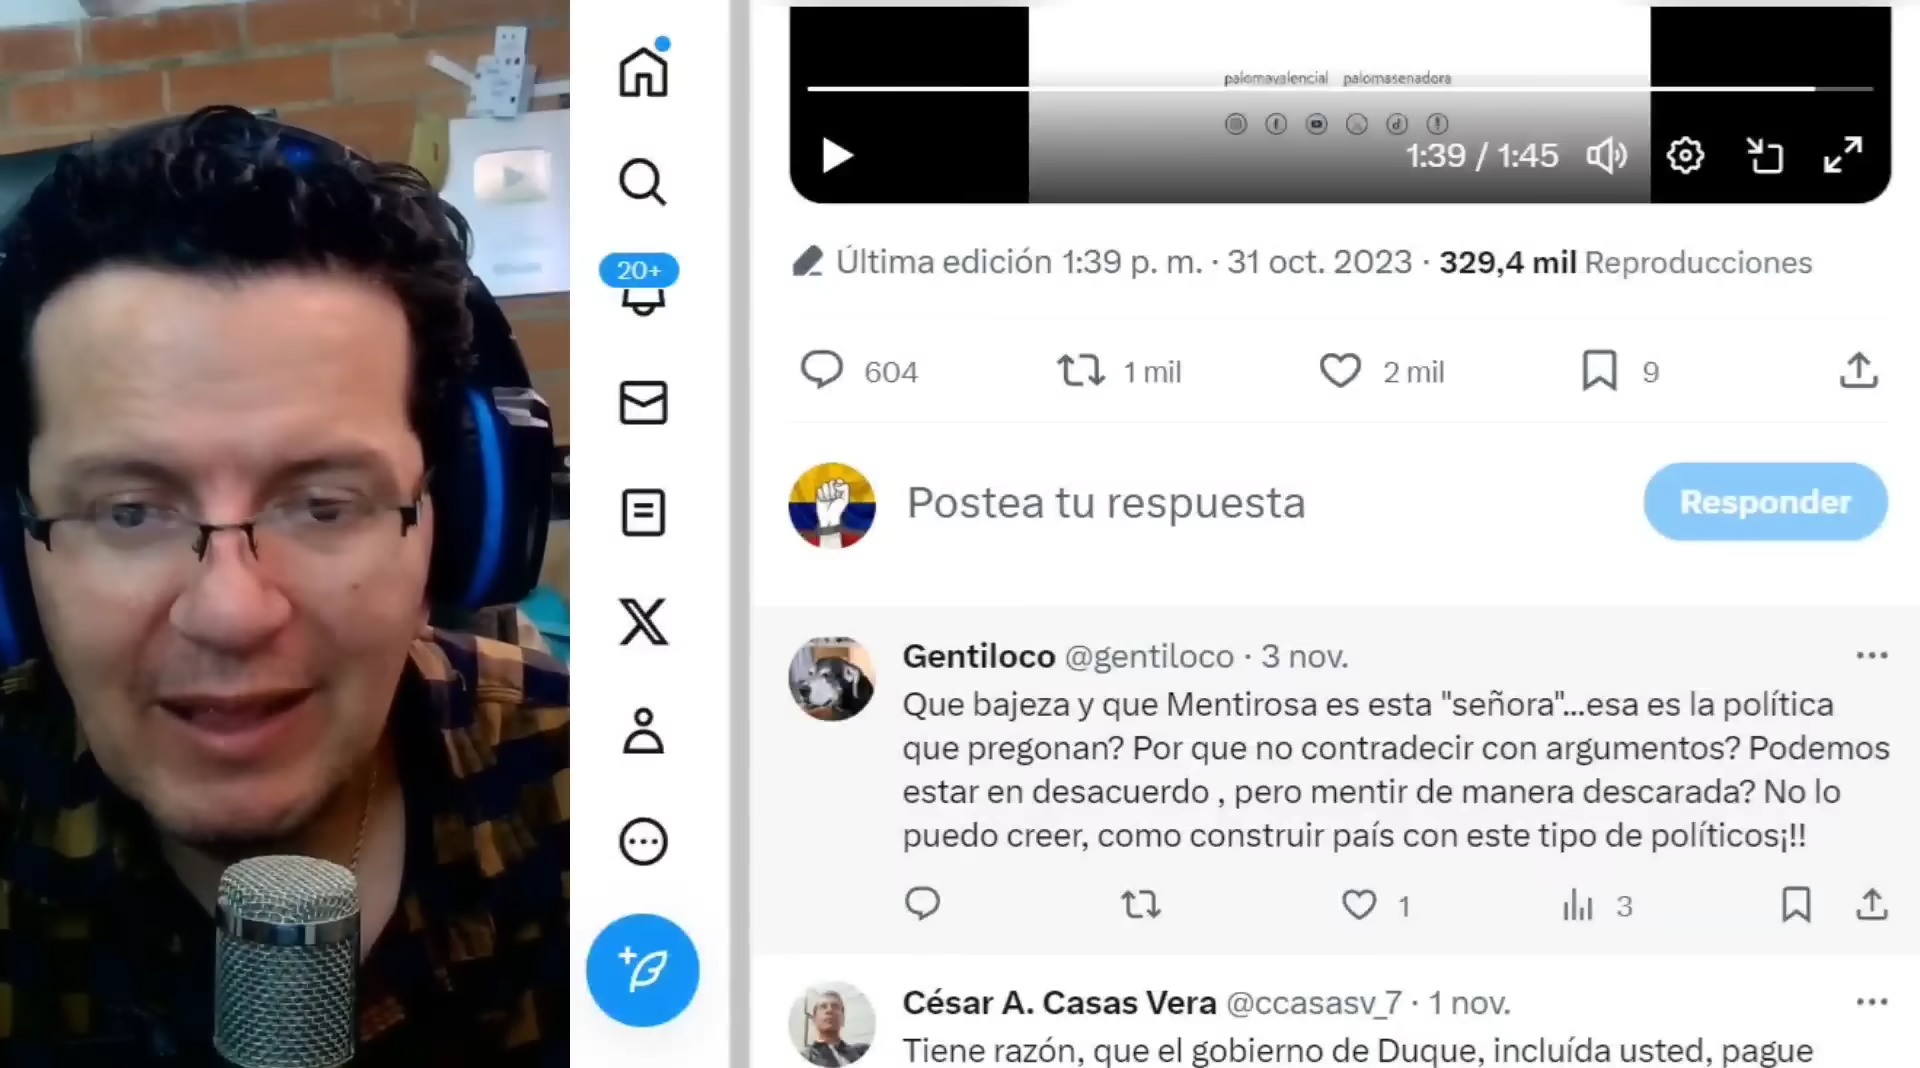 palomavalencial palomasenadora
1:39 / 1:45
Última edición 1:39 p. m. · 31 oct. 2023 · 329,4 mil Reproducciones
20+
604 1 mil 2 mil 9
Postea tu respuesta
Responder
Gentiloco @gentiloco · 3 nov.
Que bajeza y que Mentirosa es esta "señora"...esa es la política
que pregonan? Por que no contradecir con argumentos? Podemos
estar en desacuerdo , pero mentir de manera descarada? No lo
puedo creer, como construir país con este tipo de políticos¡!!
1 3
César A. Casas Vera @ccasasv_7 · 1 nov.
Tiene razón, que el gobierno de Duque, incluída usted, pague